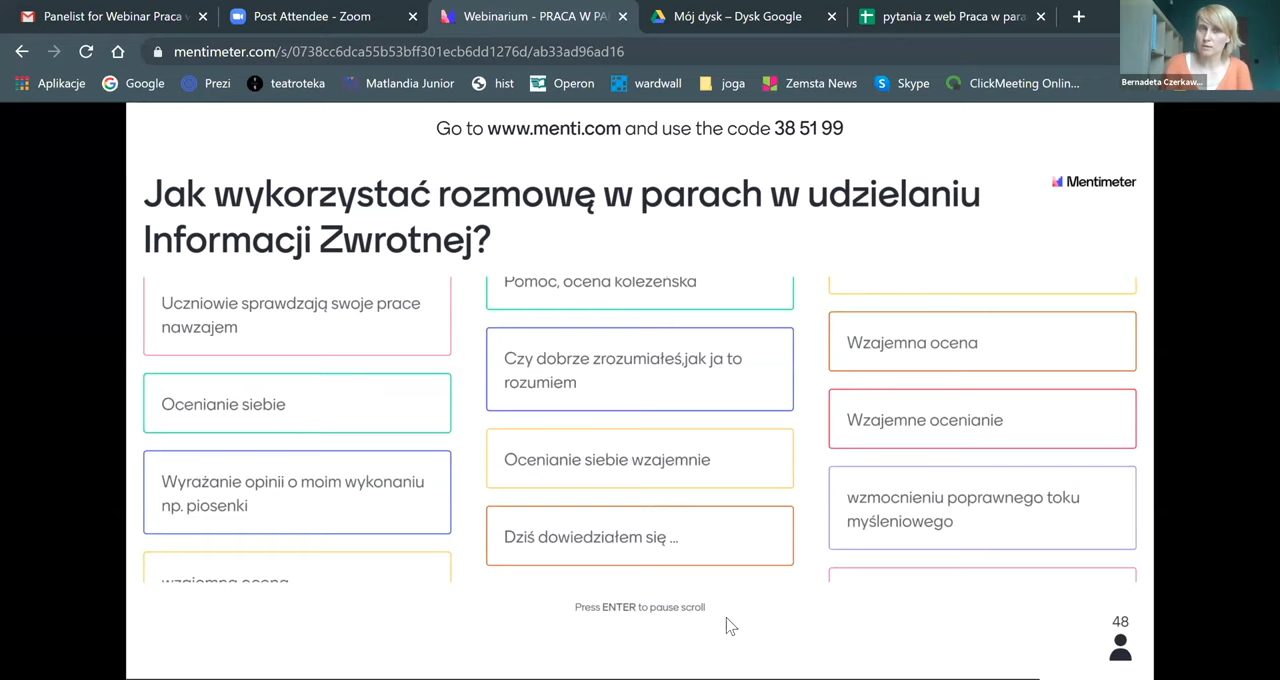 Panelist for Webinar Praca w
Post Attendee - Zoom
Webinarium - PRACA W PA
Mój dysk – Dysk Google
pytania z web Praca w para
mentimeter.com/s/0738cc6dca55b53bff301ecb6dd1276d/ab33ad96ad16
Aplikacje
Google
Prezi
teatroteka
Matlandia Junior
hist
Operon
wardwall
joga
Zemsta News
Skype
ClickMeeting Onlin...
Bernadeta Czerkaw...
Go to www.menti.com and use the code 38 51 99
Jak wykorzystać rozmowę w parach w udzielaniu
Informacji Zwrotnej?
Mentimeter
Uczniowie sprawdzają swoje prace
nawzajem
Ocenianie siebie
Wyrażanie opinii o moim wykonaniu
np. piosenki
wzajemna ocena
Pomoc, ocena koleżeńska
Czy dobrze zrozumiałeś,jak ja to
rozumiem
Ocenianie siebie wzajemnie
Dziś dowiedziałem się ...
Wzajemna ocena
Wzajemne ocenianie
wzmocnieniu poprawnego toku
myśleniowego
Press ENTER to pause scroll
48